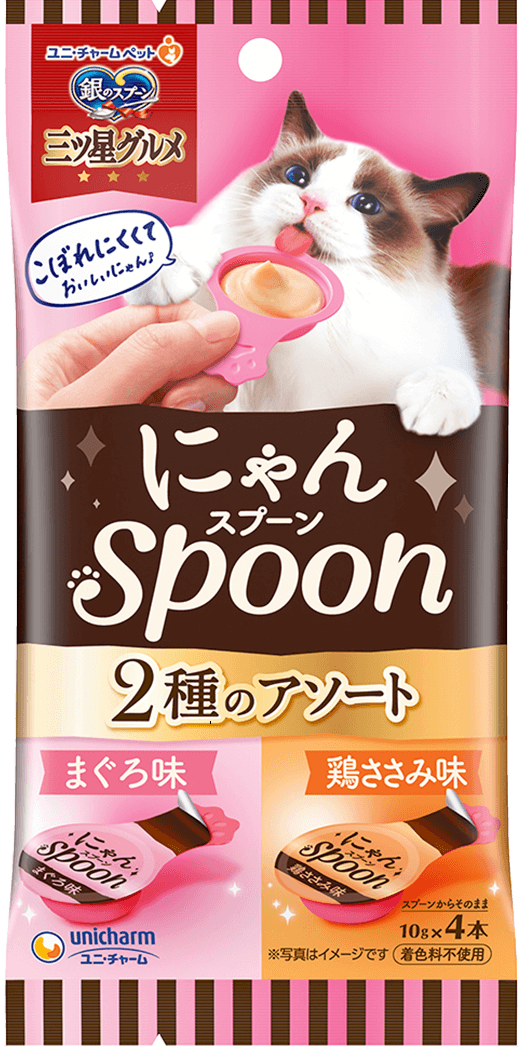 ユニ・チャームペット
銀のスプーン
三ツ星グルメ
こぼれにくくて
おいしいじゃん?
にゃん
スプーン
Spoon
2種のアソート
まぐろ味
鶏ささみ味
にゃん
スプーン
Spoon
まぐろ味
にゃん
スプーン
Spoon
鶏ささみ味
スプーンからそのまま
10g×4本
※写真はイメージです
着色料不使用
unicharm
ユニ・チャーム